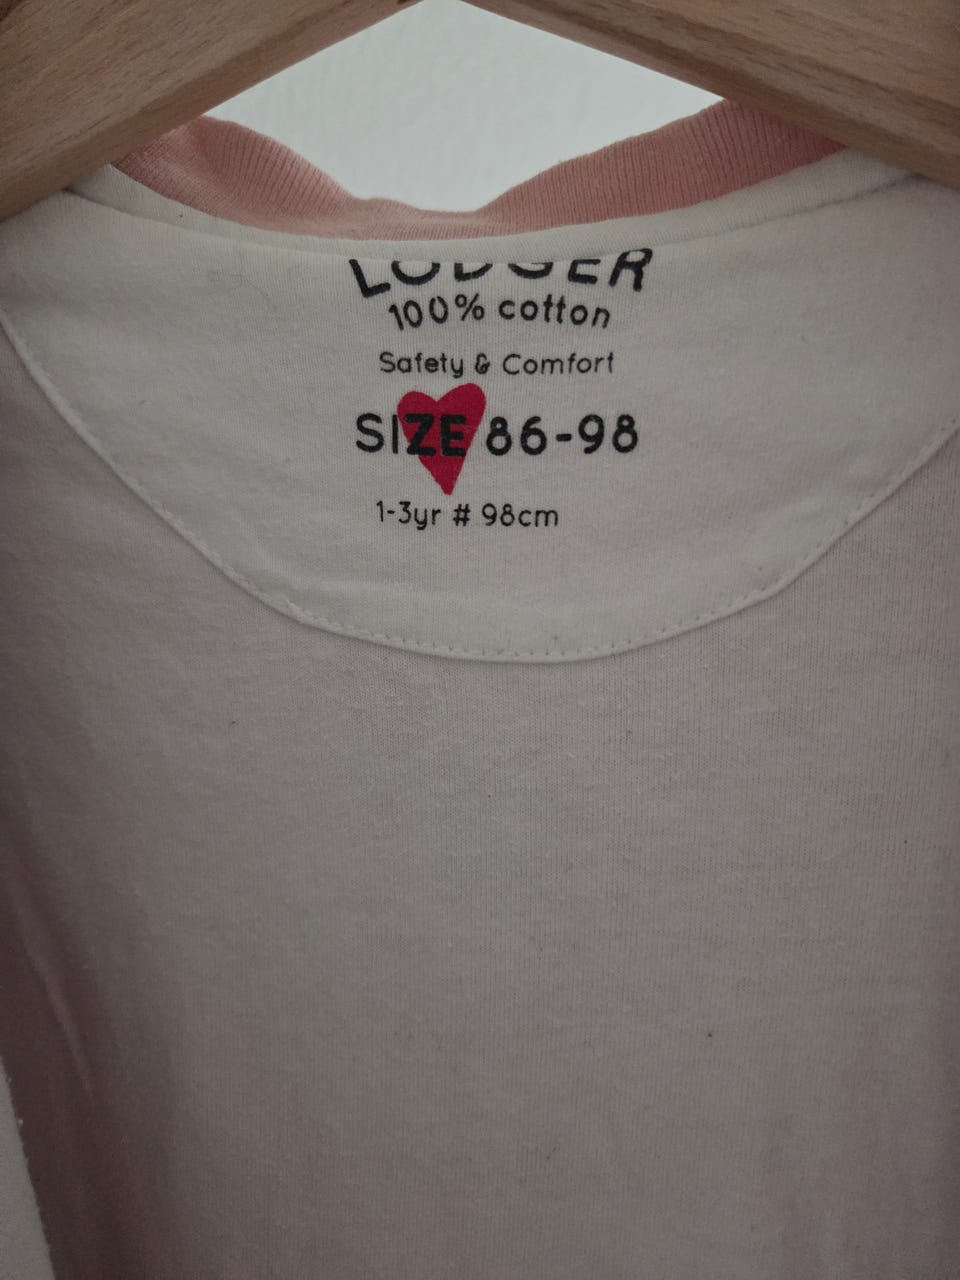 LODGER
100% cotton
Safety & Comfort
SIZE 86-98
1-3yr # 98cm